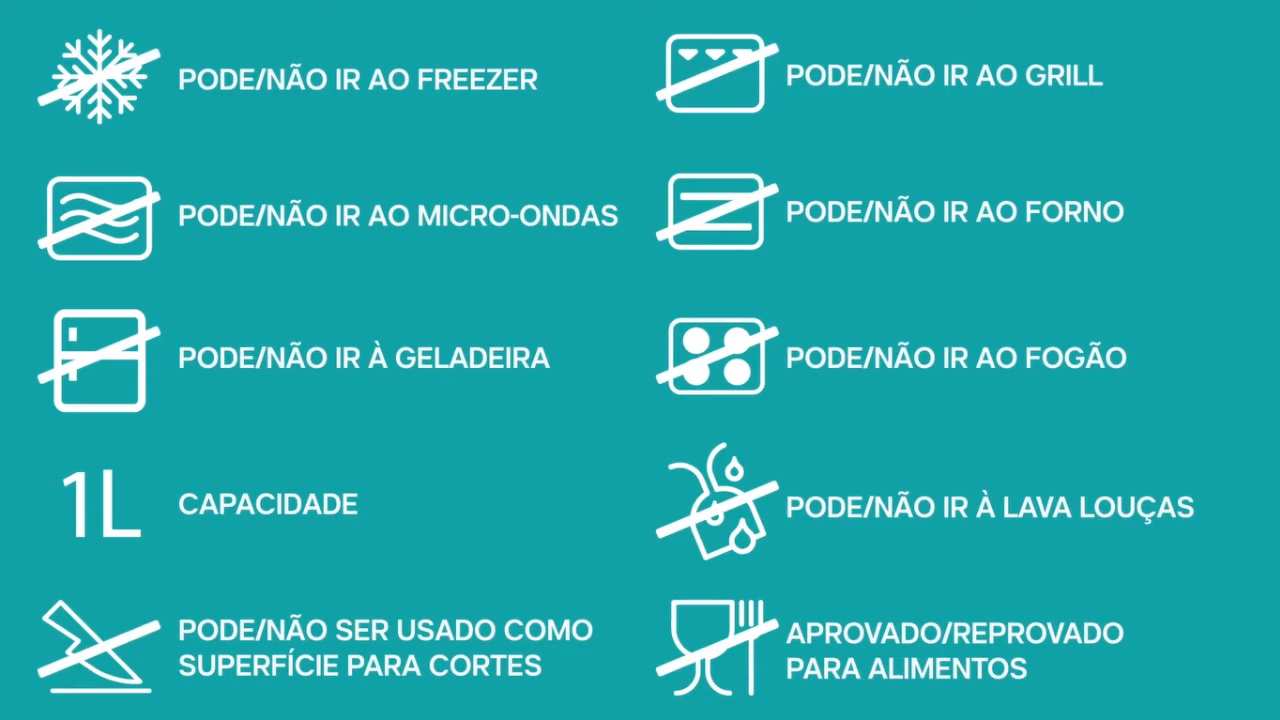 PODE/NÃO IR AO FREEZER
PODE/NÃO IR AO MICRO-ONDAS
PODE/NÃO IR À GELADEIRA
1L
CAPACIDADE
PODE/NÃO SER USADO COMO
SUPERFÍCIE PARA CORTES
PODE/NÃO IR AO GRILL
PODE/NÃO IR AO FORNO
PODE/NÃO IR AO FOGÃO
PODE/NÃO IR À LAVA LOUÇAS
APROVADO/REPROVADO
PARA ALIMENTOS